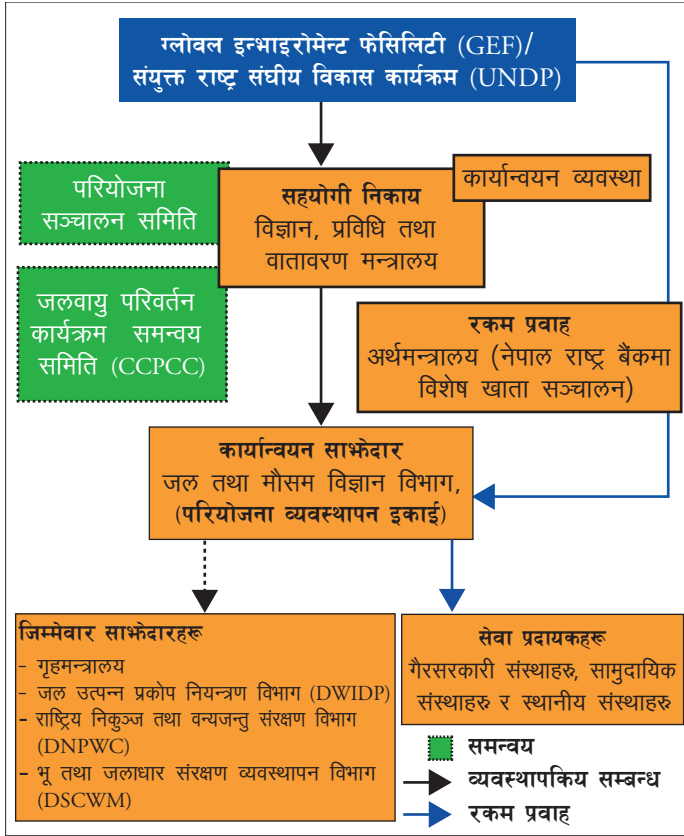 ग्लोवल इन्भाइरोमेन्ट फेसिलिटी (GEF)/
संयुक्त राष्ट्र संघीय विकास कार्यक्रम (UNDP)
परियोजना
सञ्चालन समिति
सहयोगी निकाय
विज्ञान, प्रविधि तथा
वातावरण मन्त्रालय
कार्यान्वयन व्यवस्था
जलवायु परिवर्तन
कार्यक्रम समन्वय
समिति (CCPCC)
रकम प्रवाह
अर्थमन्त्रालय (नेपाल राष्ट्र बैंकमा
विशेष खाता सञ्चालन)
कार्यान्वयन साझेदार
जल तथा मौसम विज्ञान विभाग,
(परियोजना व्यवस्थापन इकाई)
जिम्मेवार साझेदारहरू
- गृहमन्त्रालय
- जल उत्पन्न प्रकोप नियन्त्रण विभाग (DWIDP)
- राष्ट्रिय निकुञ्ज तथा वन्यजन्तु संरक्षण विभाग
(DNPWC)
- भू तथा जलाधार संरक्षण व्यवस्थापन विभाग
(DSCWM)
सेवा प्रदायकहरू
गैरसरकारी संस्थाहरु, सामुदायिक
संस्थाहरु र स्थानीय संस्थाहरु
समन्वय
व्यवस्थापकिय सम्बन्ध
रकम प्रवाह